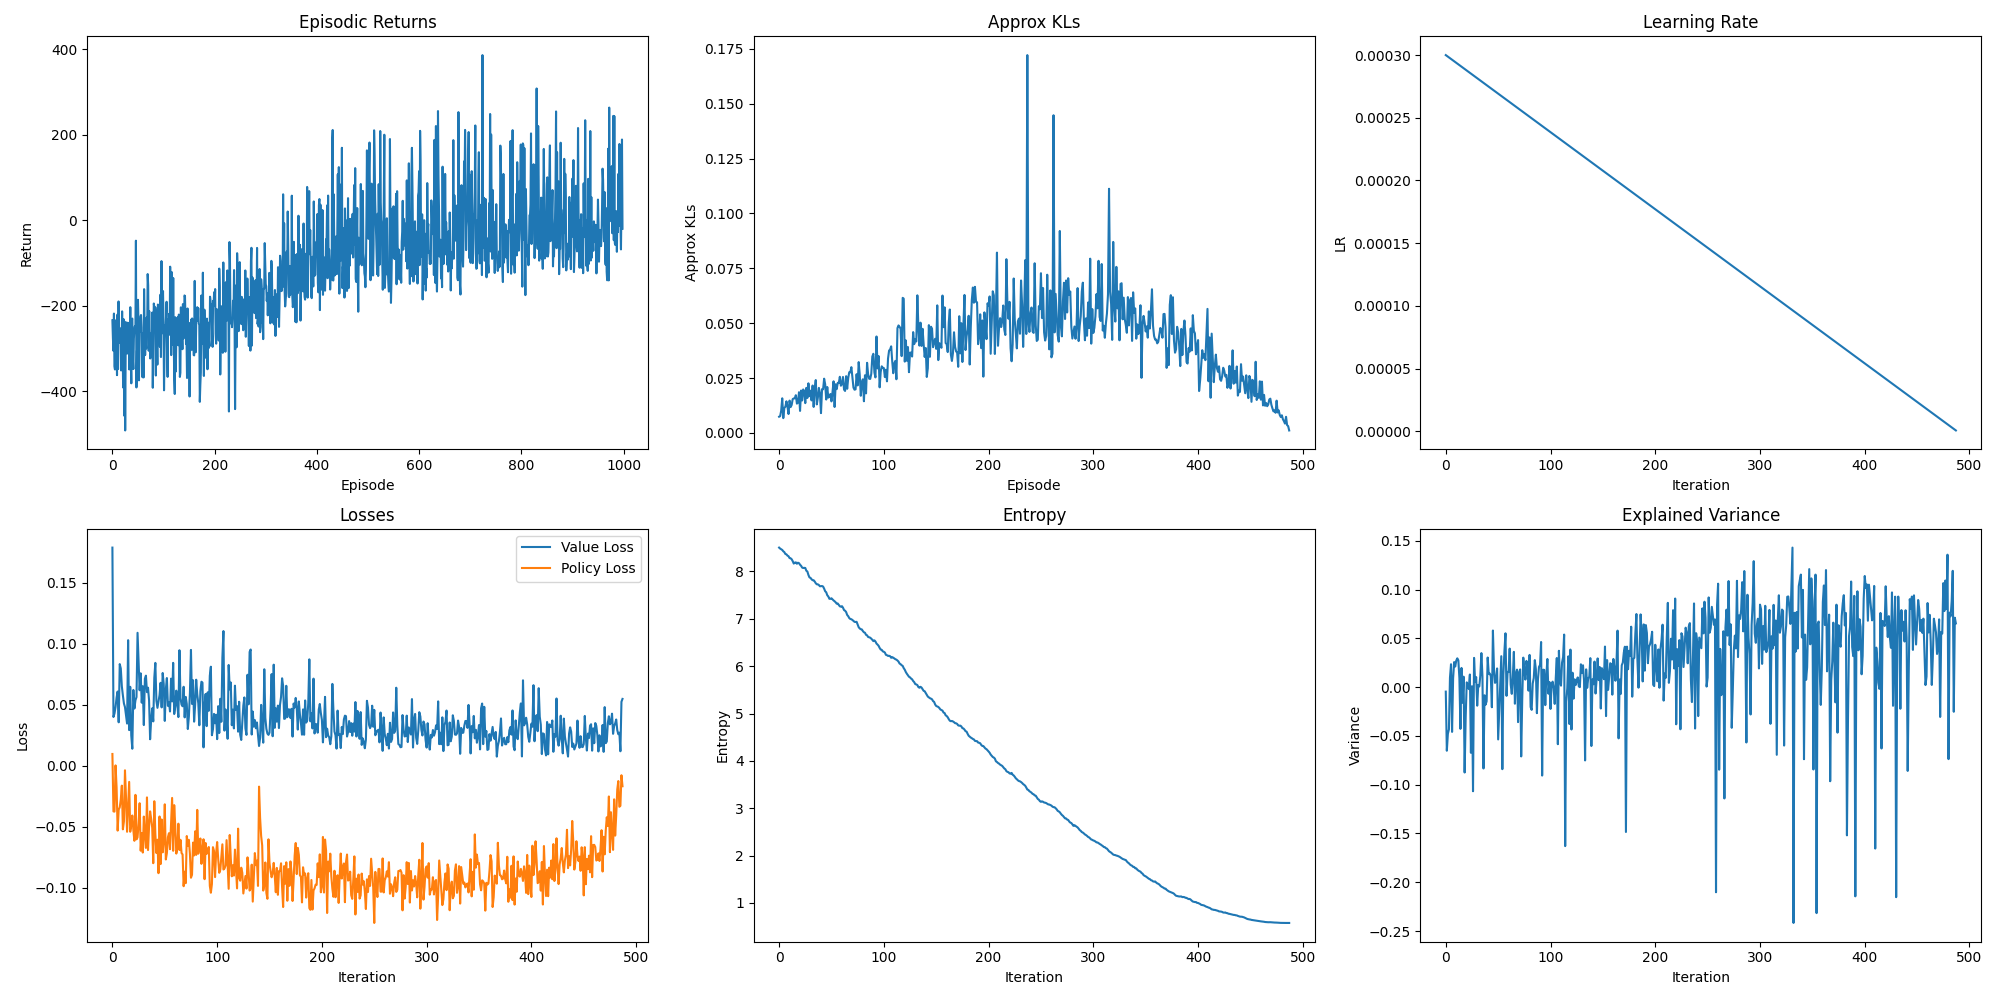 Episodic Returns
400
200
0
−200
−400
Return
0 200 400 600 800 1000
Episode
Approx KLs
0.175
0.150
0.125
0.100
0.075
0.050
0.025
0.000
Approx KLs
0 100 200 300 400 500
Episode
Learning Rate
0.00030
0.00025
0.00020
0.00015
0.00010
0.00005
0.00000
LR
0 100 200 300 400 500
Iteration
Losses
Value Loss
Policy Loss
0.15
0.10
0.05
0.00
−0.05
−0.10
Loss
0 100 200 300 400 500
Iteration
Entropy
8
7
6
5
4
3
2
1
Entropy
0 100 200 300 400 500
Iteration
Explained Variance
0.15
0.10
0.05
0.00
−0.05
−0.10
−0.15
−0.20
−0.25
Variance
0 100 200 300 400 500
Iteration